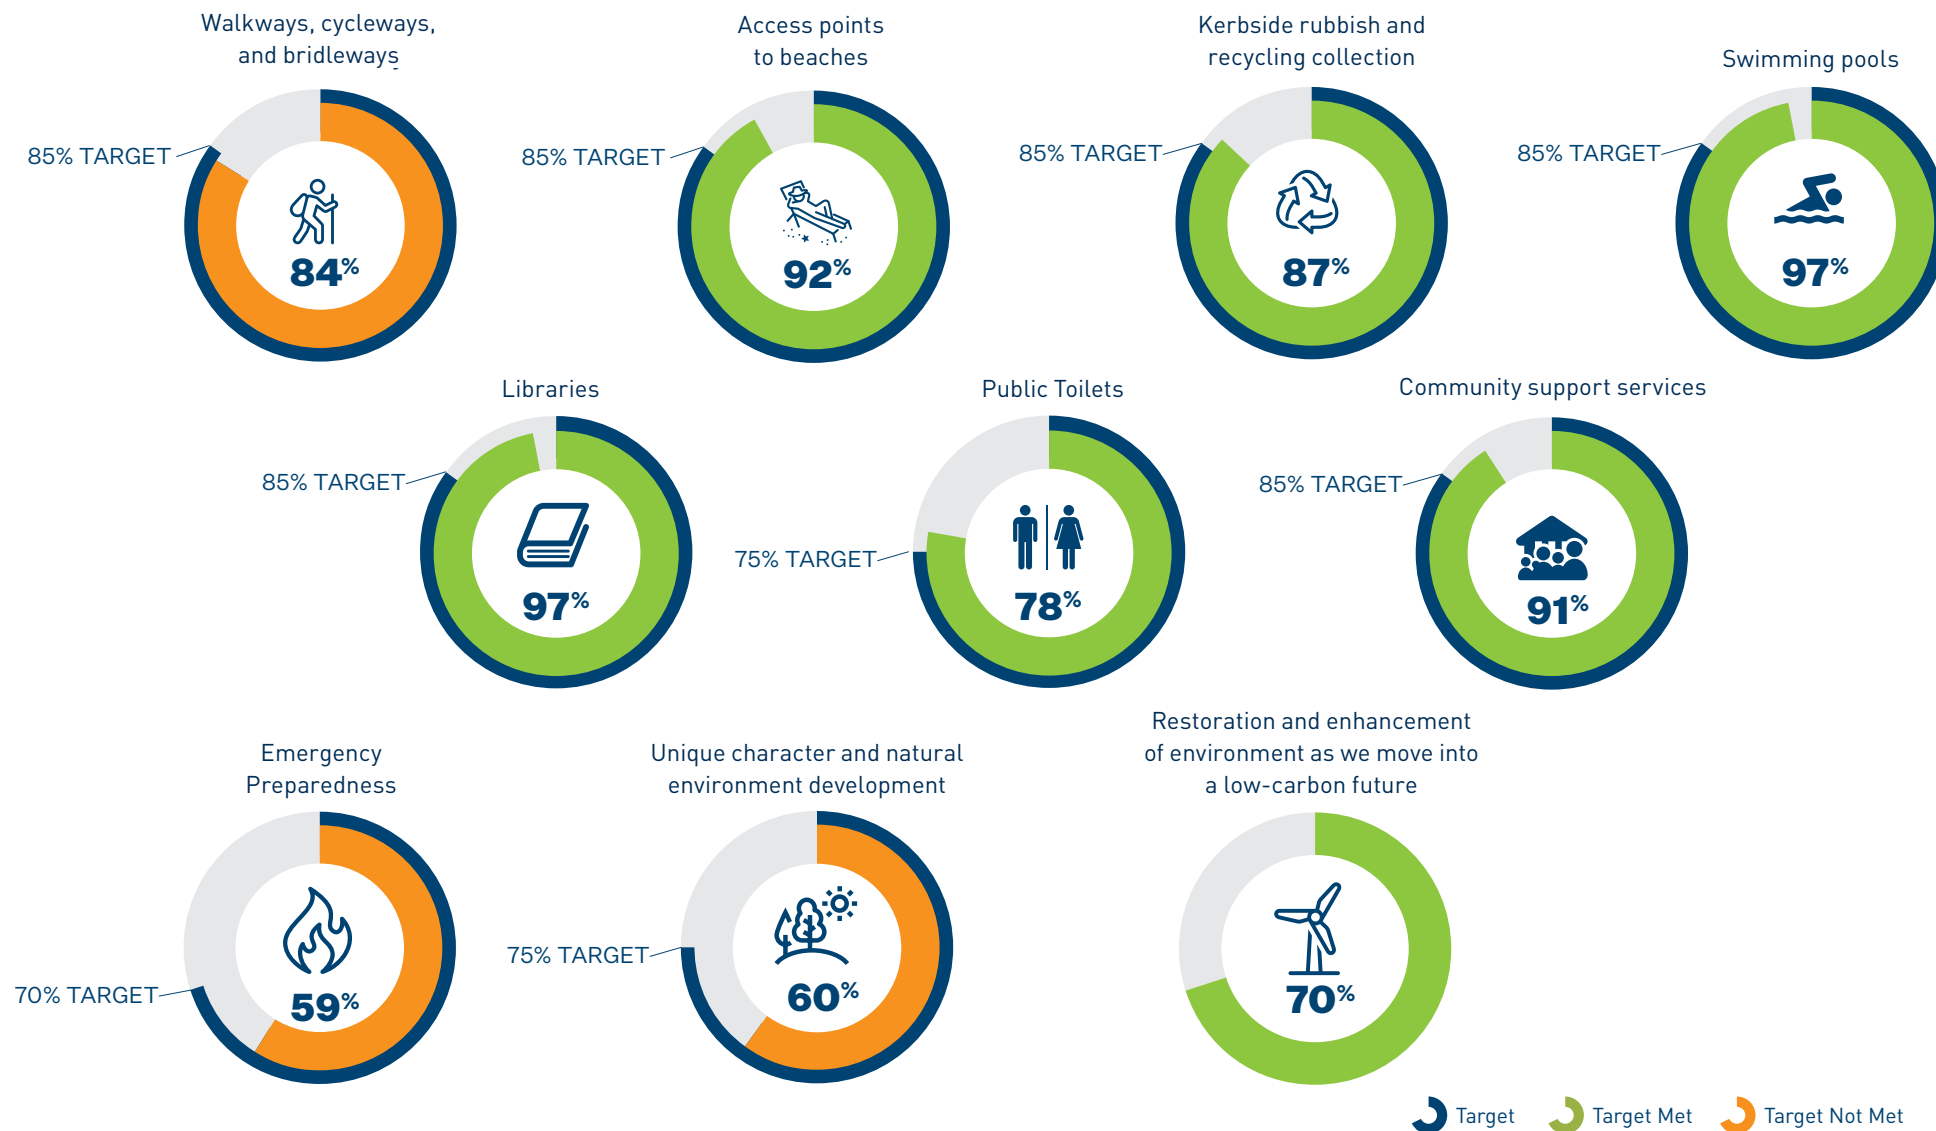 Walkways, cycleways,
and bridleways
85% TARGET
84%
Access points
to beaches
85% TARGET
92%
Kerbside rubbish and
recycling collection
85% TARGET
87%
Swimming pools
85% TARGET
97%
Libraries
85% TARGET
97%
Public Toilets
75% TARGET
78%
Community support services
85% TARGET
91%
Emergency
Preparedness
70% TARGET
59%
Unique character and natural
environment development
75% TARGET
60%
Restoration and enhancement
of environment as we move into
a low-carbon future
70%
Target
Target Met
Target Not Met